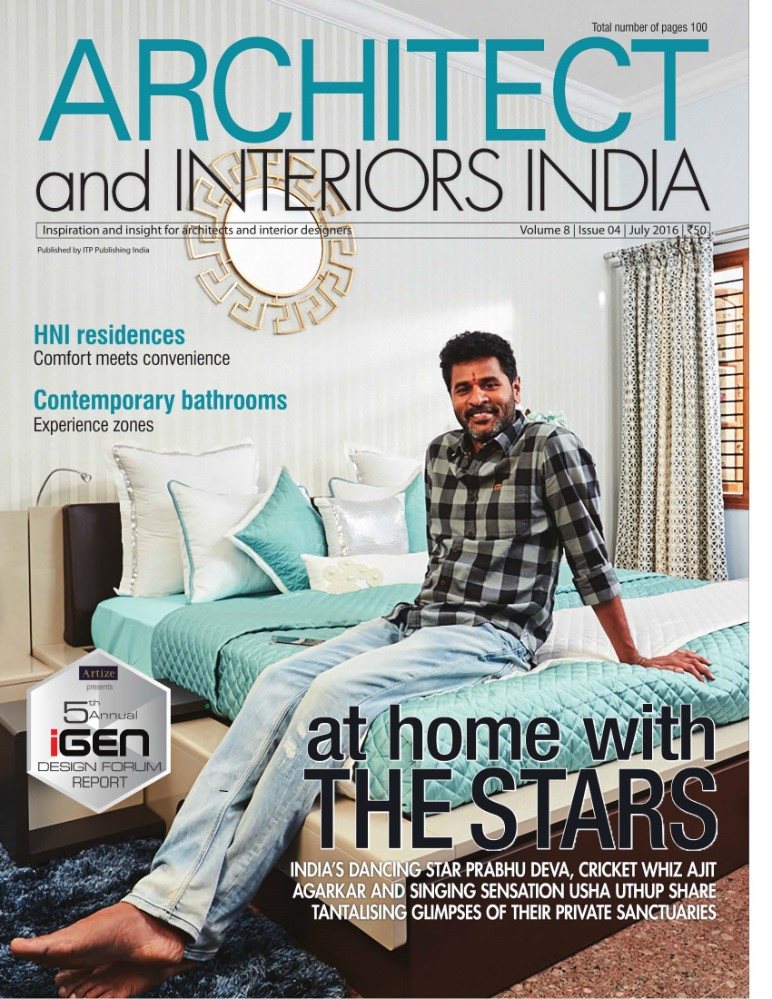 Total number of pages 100
ARCHITECT
and INTERIORS INDIA
Inspiration and insight for architects and interior designers
Volume 8 | Issue 04 | July 2016 | ₹50
Published by ITP Publishing India
HNI residences
Comfort meets convenience
Contemporary bathrooms
Experience zones
Artize
presents
5th Annual
iGEN
DESIGN FORUM
REPORT
at home with
THE STARS
INDIA'S DANCING STAR PRABHU DEVA, CRICKET WHIZ AJIT
AGARKAR AND SINGING SENSATION USHA UTHUP SHARE
TANTALISING GLIMPSES OF THEIR PRIVATE SANCTUARIES